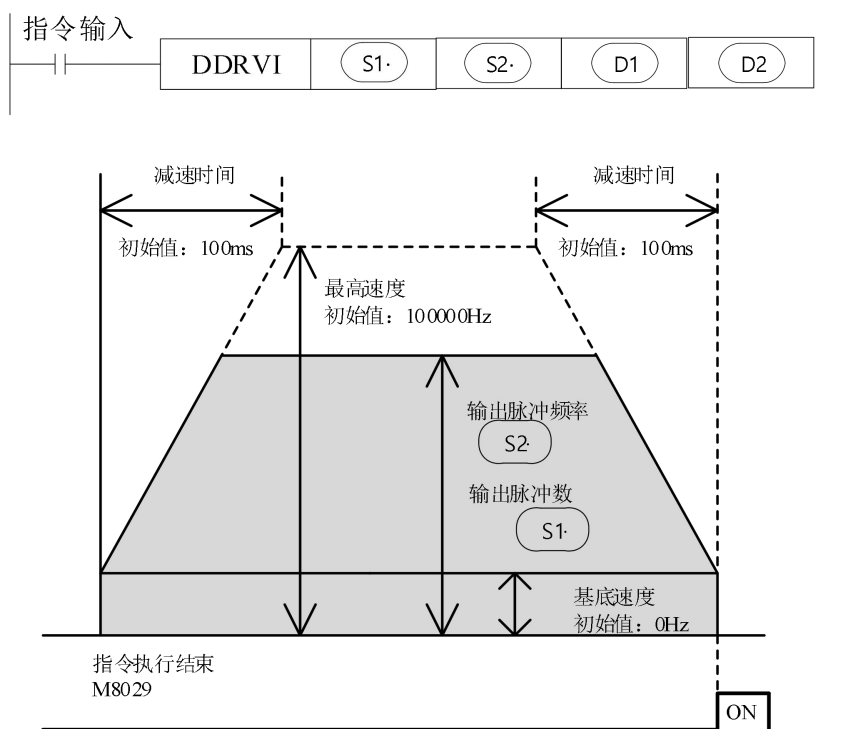 指令输入
DDRVI S1· S2· D1 D2
减速时间 减速时间
初始值：100ms 初始值：100ms
最高速度
初始值：100000Hz
输出脉冲频率
S2·
输出脉冲数
S1·
基底速度
初始值：0Hz
指令执行结束
M8029
ON